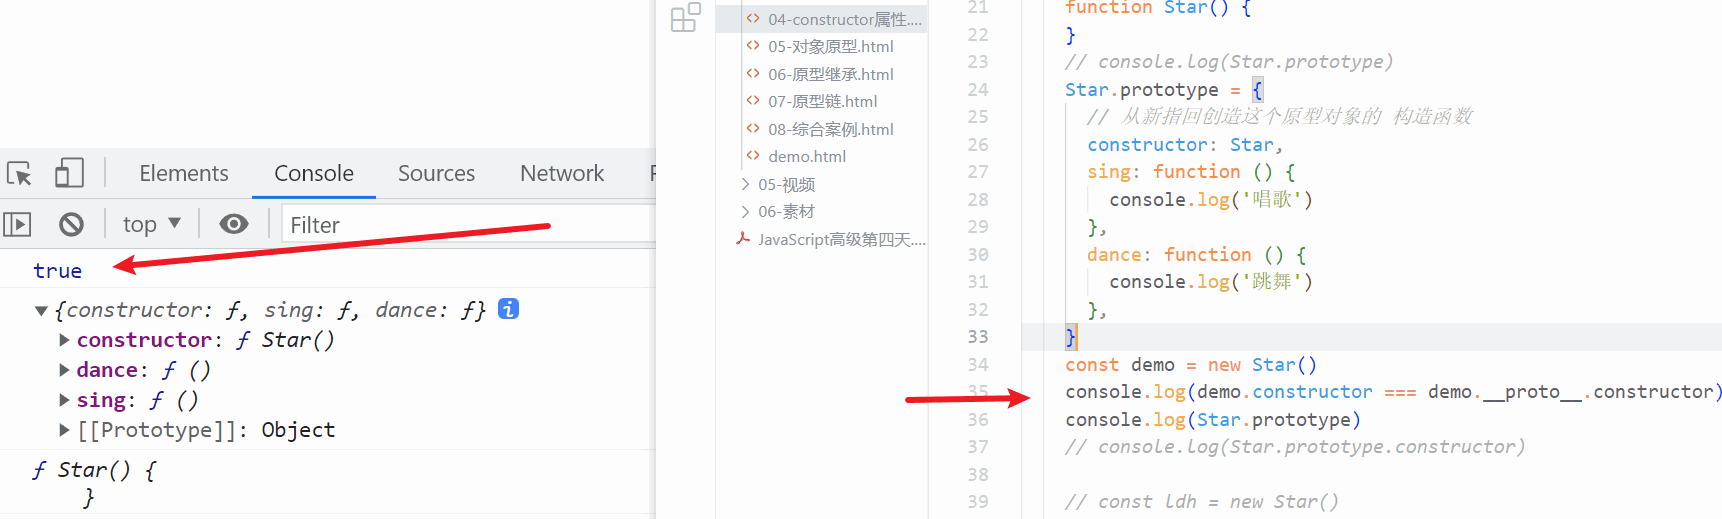 Elements
Console
Sources
Network
top
Filter
true
{constructor: ƒ, sing: ƒ, dance: ƒ}
constructor: ƒ Star()
dance: ƒ ()
sing: ƒ ()
[[Prototype]]: Object
ƒ Star() {
}
04-constructor属性....
05-对象原型.html
06-原型继承.html
07-原型链.html
08-综合案例.html
demo.html
05-视频
06-素材
JavaScript高级第四天....
21 function Star() {
22 }
23 // console.log(Star.prototype)
24 Star.prototype = {
25 // 从新指回创造这个原型对象的 构造函数
26 constructor: Star,
27 sing: function () {
28 console.log('唱歌')
29 },
30 dance: function () {
31 console.log('跳舞')
32 },
33 }
34 const demo = new Star()
35 console.log(demo.constructor === demo.__proto__.constructor)
36 console.log(Star.prototype)
37 // console.log(Star.prototype.constructor)
38
39 // const ldh = new Star()